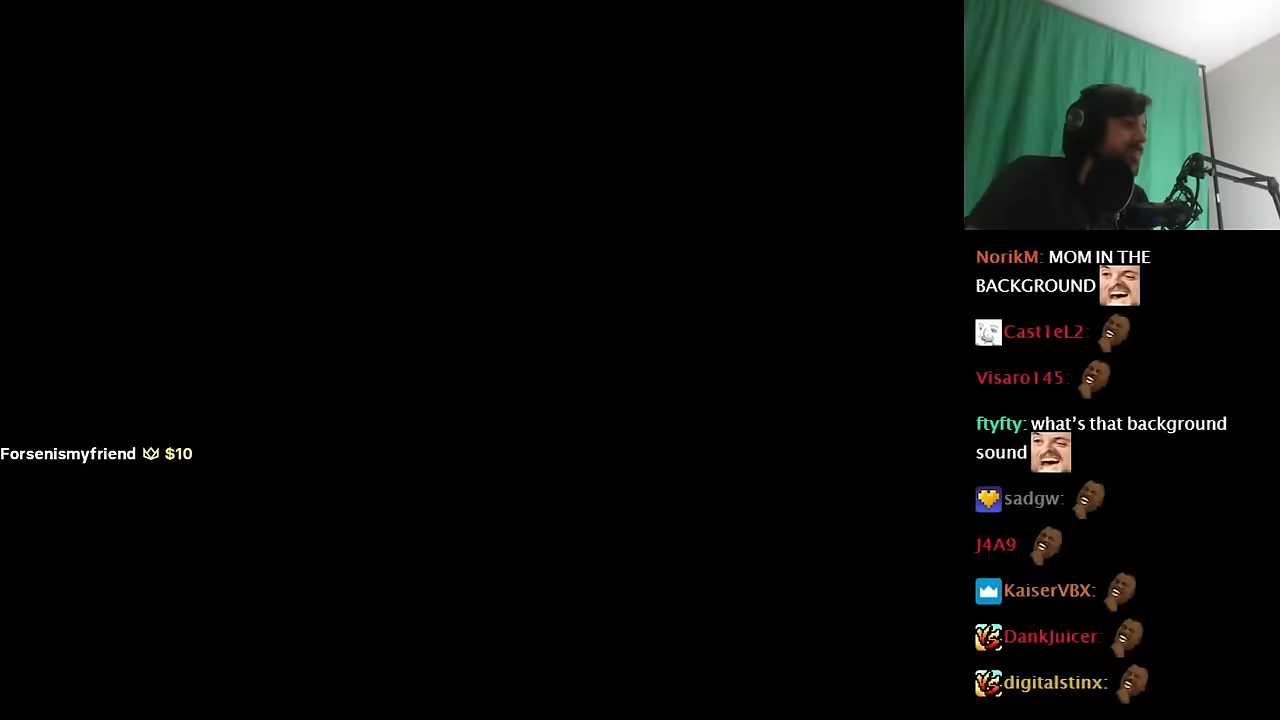 NorikM: MOM IN THE
BACKGROUND
Cast1eL2:
Visaro145:
ftyfty: what's that background
sound
Forsenismyfriend $10
sadgw:
J4A9
KaiserVBX:
DankJuicer:
digitalstinx: